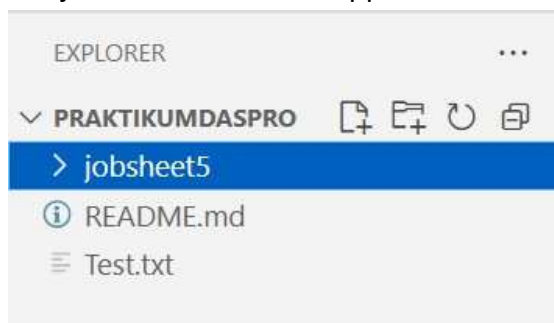 EXPLORER
PRAKTIKUMDASPRO
jobsheet5
README.md
Test.txt